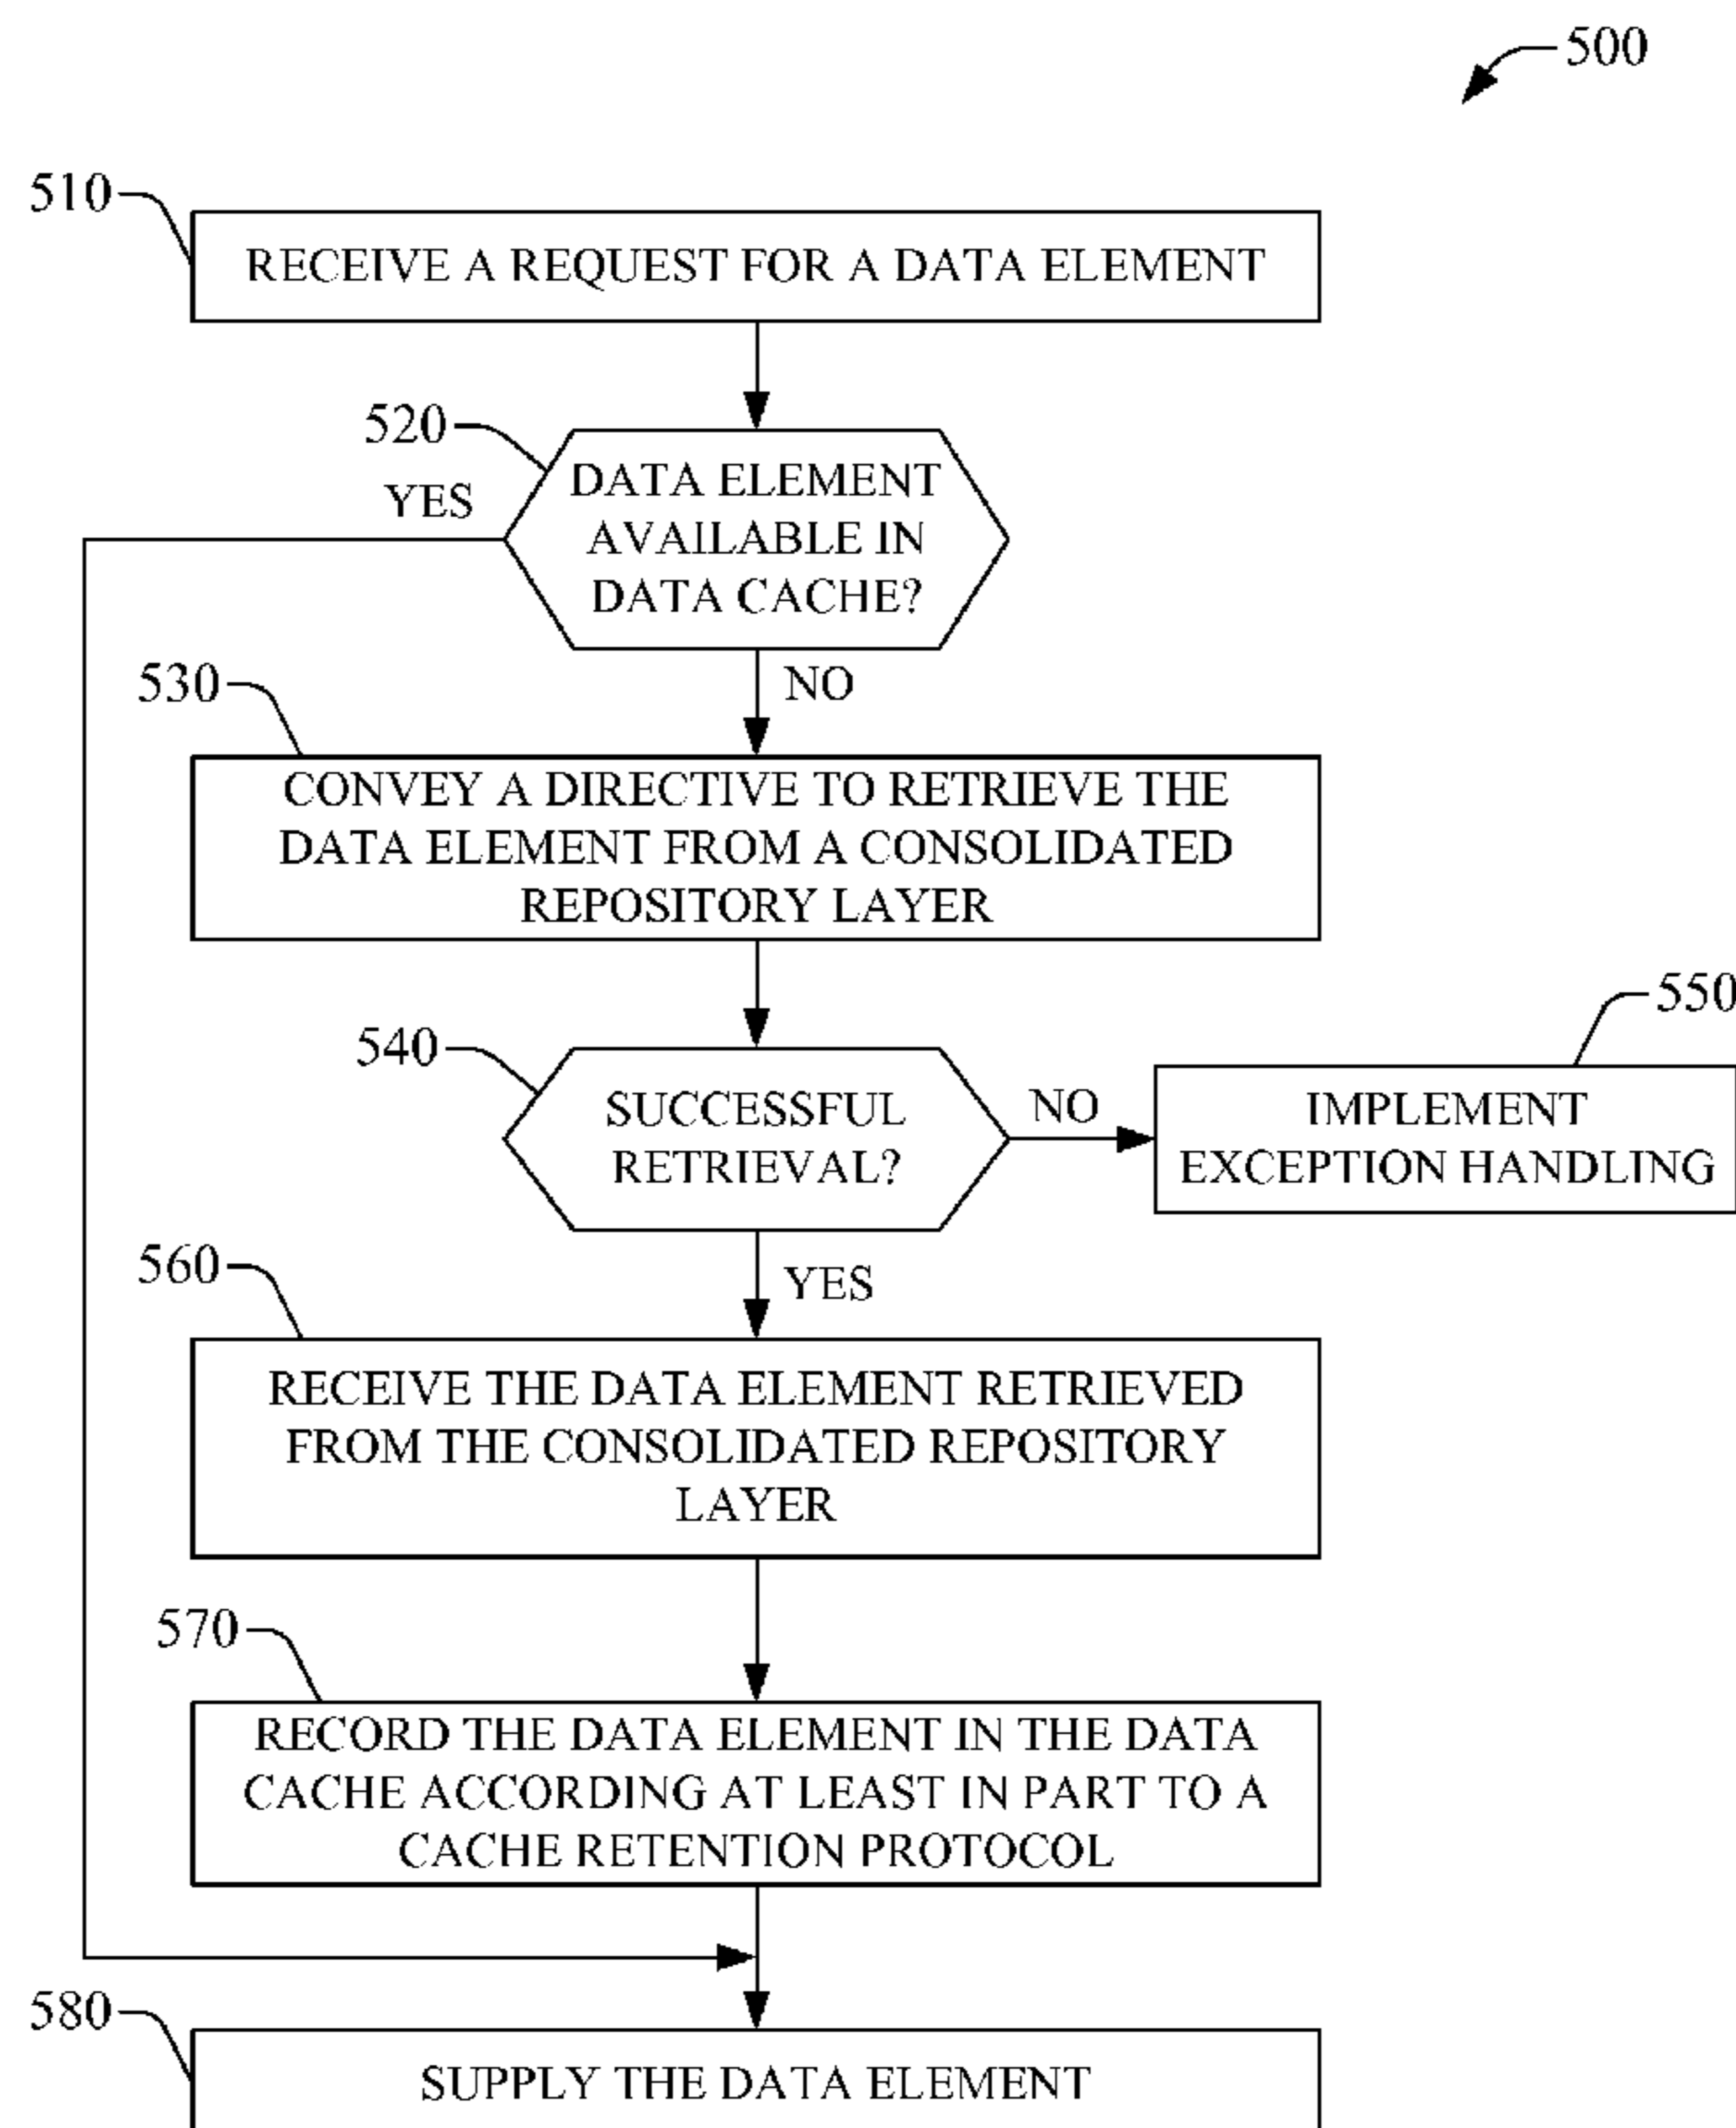 500
510
RECEIVE A REQUEST FOR A DATA ELEMENT
520
YES
DATA ELEMENT
AVAILABLE IN
DATA CACHE?
NO
530
CONVEY A DIRECTIVE TO RETRIEVE THE
DATA ELEMENT FROM A CONSOLIDATED
REPOSITORY LAYER
540
SUCCESSFUL
RETRIEVAL?
NO
550
IMPLEMENT
EXCEPTION HANDLING
YES
560
RECEIVE THE DATA ELEMENT RETRIEVED
FROM THE CONSOLIDATED REPOSITORY
LAYER
570
RECORD THE DATA ELEMENT IN THE DATA
CACHE ACCORDING AT LEAST IN PART TO A
CACHE RETENTION PROTOCOL
580
SUPPLY THE DATA ELEMENT